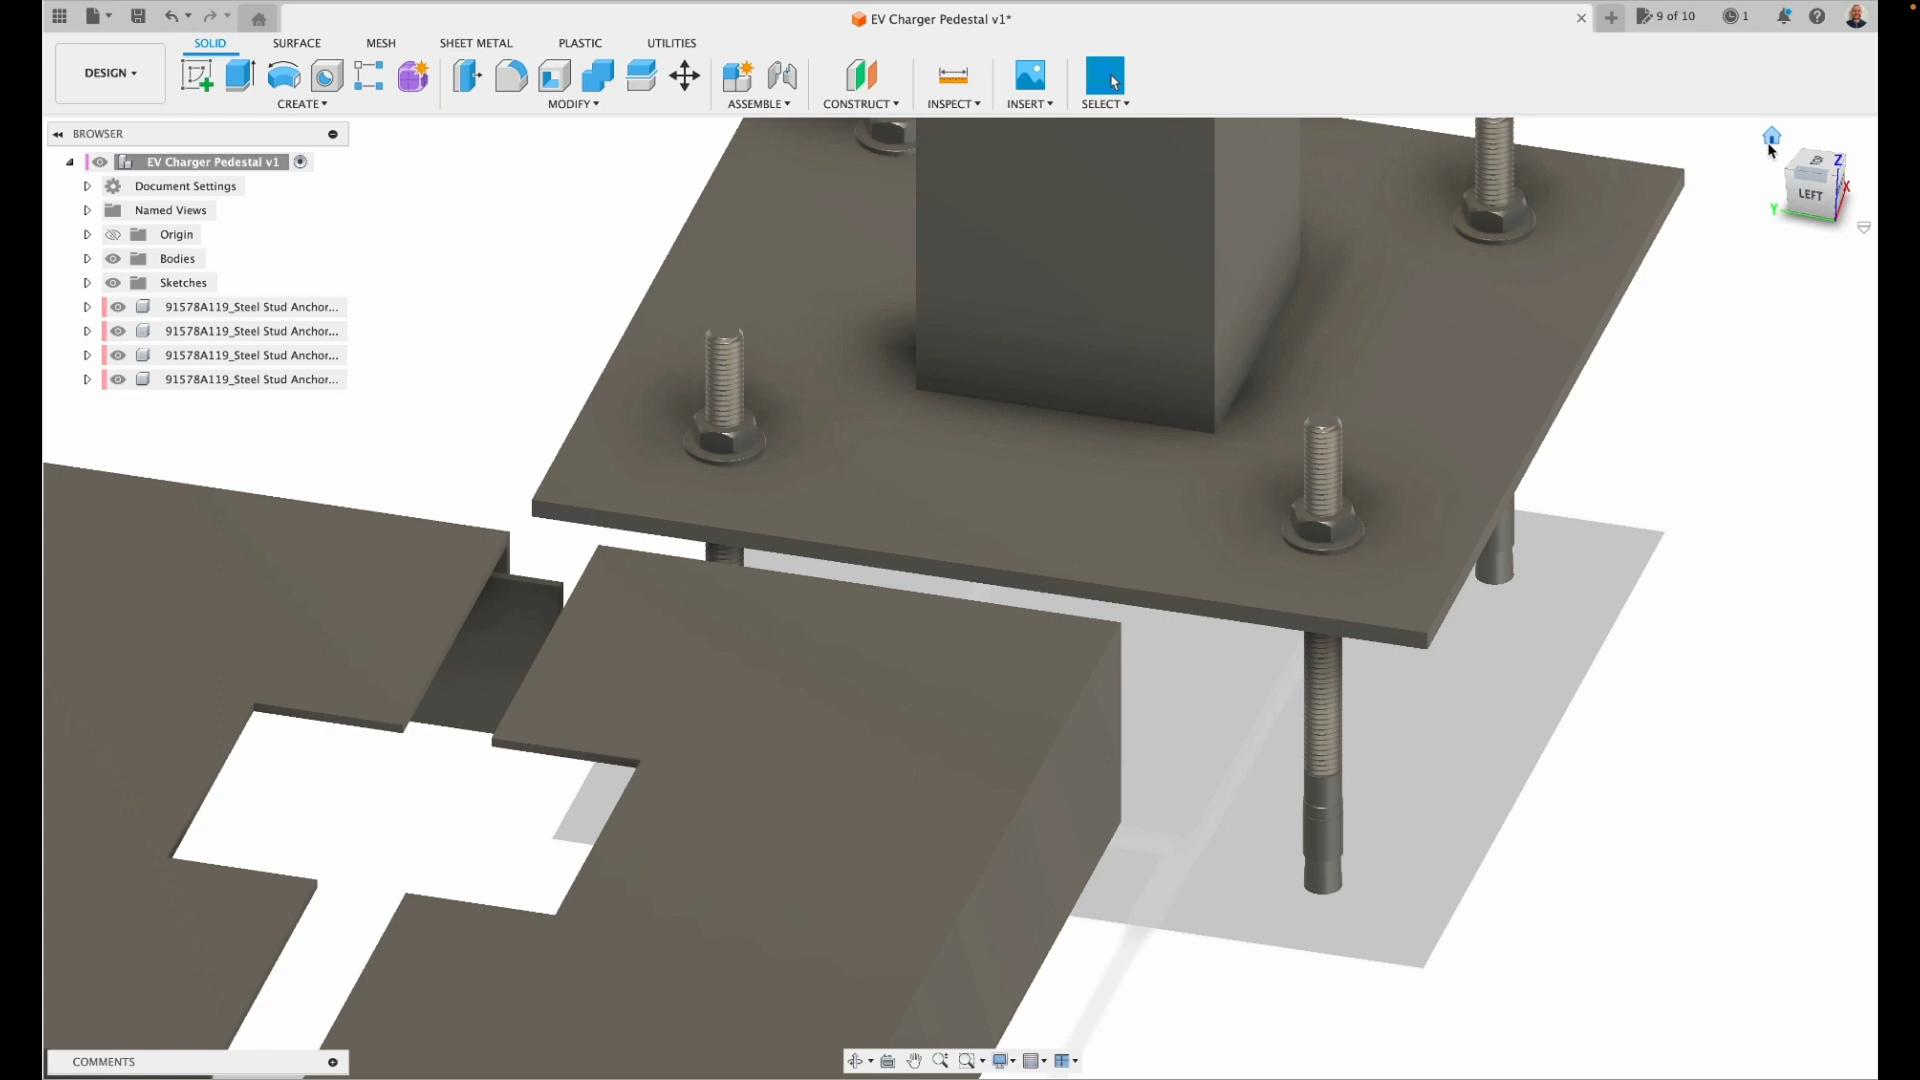 EV Charger Pedestal v1*
9 of 10
1
DESIGN
SOLID
SURFACE
MESH
SHEET METAL
PLASTIC
UTILITIES
CREATE
MODIFY
ASSEMBLE
CONSTRUCT
INSPECT
INSERT
SELECT
BROWSER
EV Charger Pedestal v1
Document Settings
Named Views
Origin
Bodies
Sketches
91578A119_Steel Stud Anchor...
91578A119_Steel Stud Anchor...
91578A119_Steel Stud Anchor...
91578A119_Steel Stud Anchor...
Z
X
LEFT
Y
COMMENTS